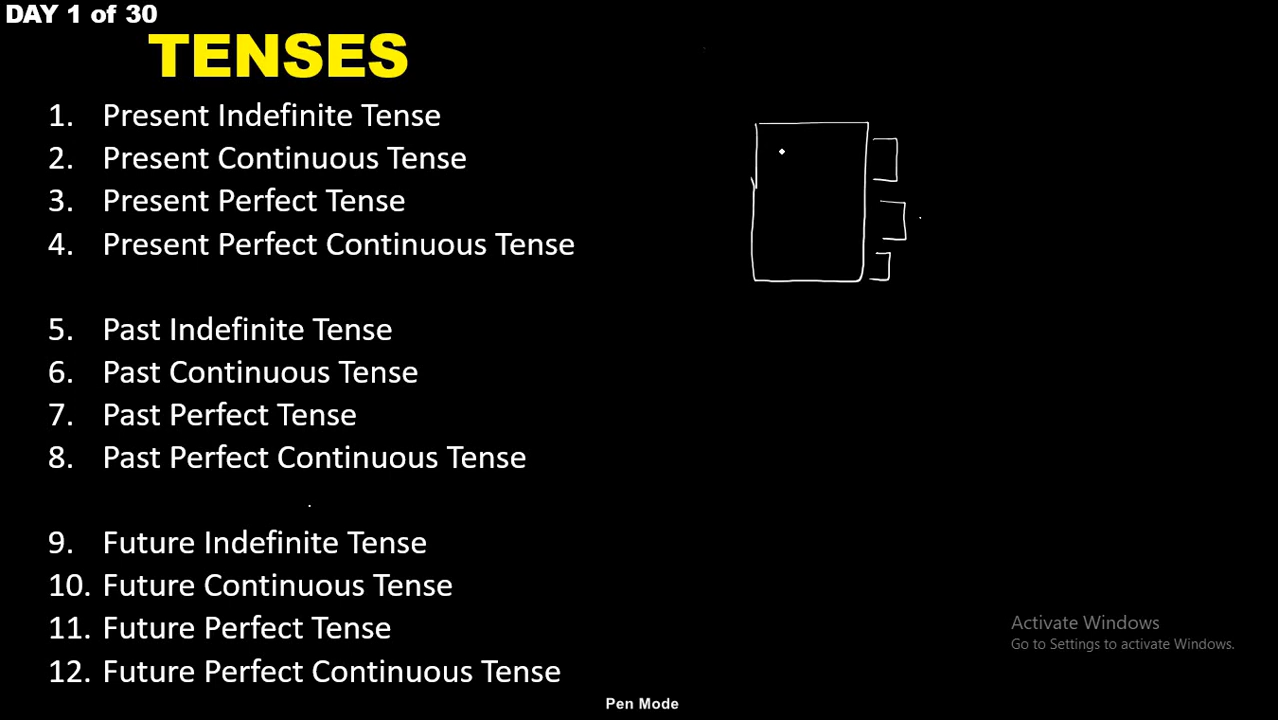 DAY 1 of 30
TENSES
1. Present Indefinite Tense
2. Present Continuous Tense
3. Present Perfect Tense
4. Present Perfect Continuous Tense
5. Past Indefinite Tense
6. Past Continuous Tense
7. Past Perfect Tense
8. Past Perfect Continuous Tense
9. Future Indefinite Tense
10. Future Continuous Tense
11. Future Perfect Tense
12. Future Perfect Continuous Tense
Activate Windows
Go to Settings to activate Windows.
Pen Mode